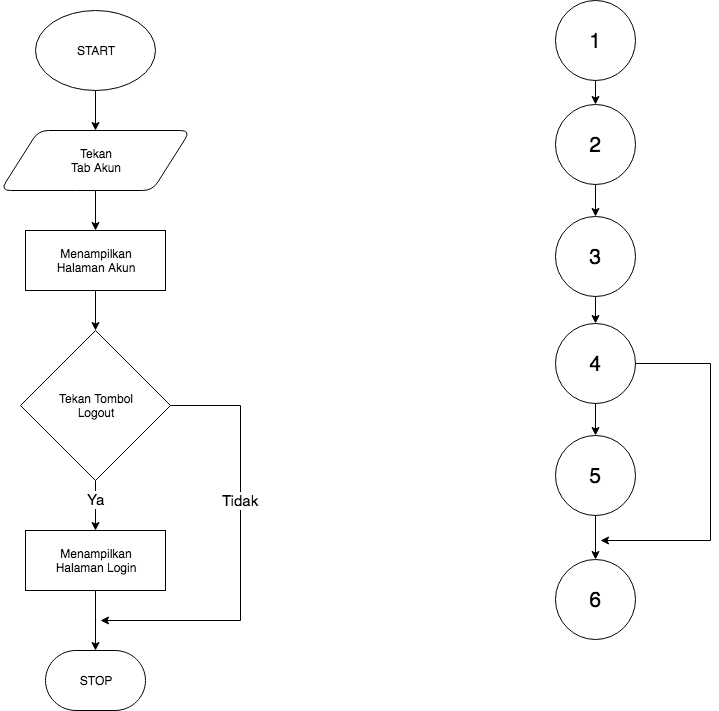 START
Tekan
Tab Akun
Menampilkan
Halaman Akun
Tekan Tombol
Logout
Ya
Tidak
Menampilkan
Halaman Login
STOP
1
2
3
4
5
6